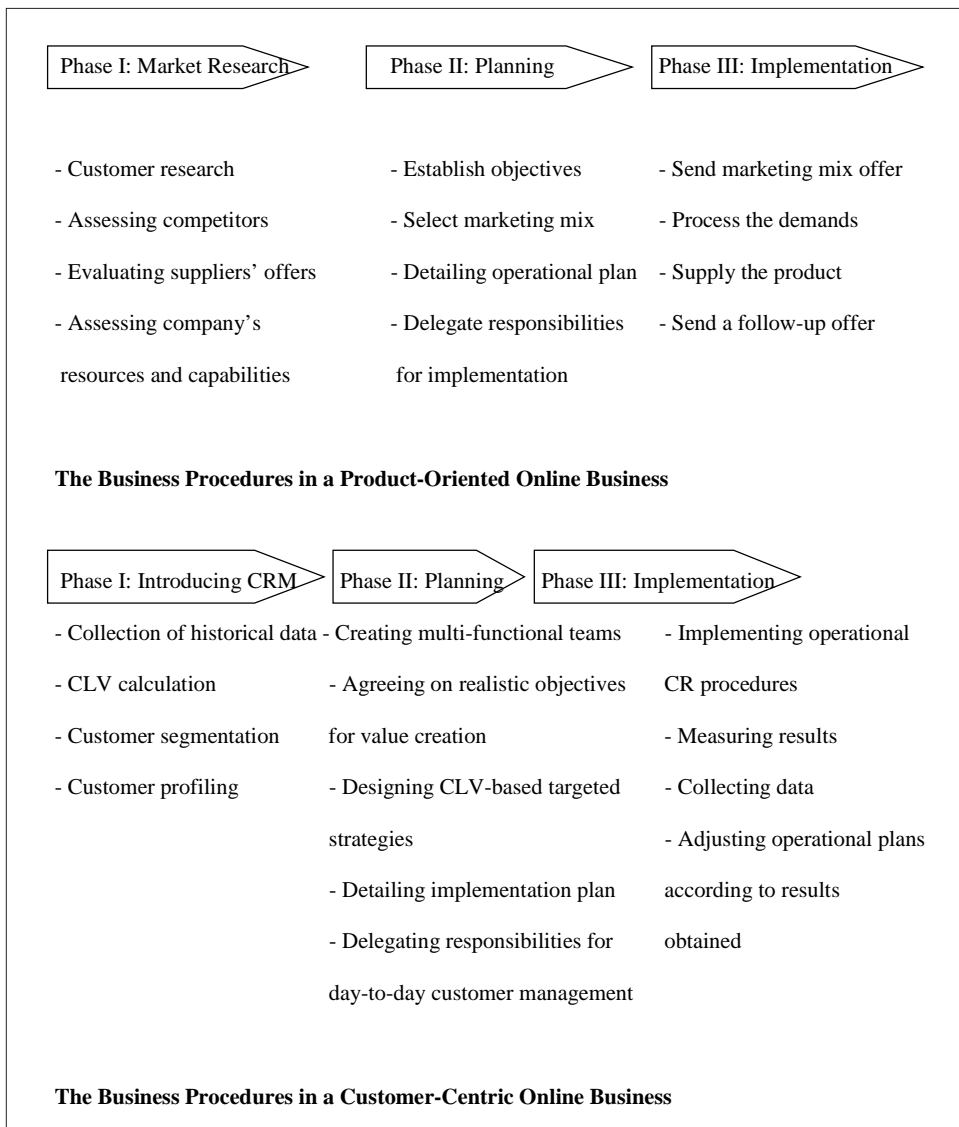 Phase I: Market Research
Phase II: Planning
Phase III: Implementation
- Customer research
- Assessing competitors
- Evaluating suppliers’ offers
- Assessing company’s
resources and capabilities
- Establish objectives
- Select marketing mix
- Detailing operational plan
- Delegate responsibilities
for implementation
- Send marketing mix offer
- Process the demands
- Supply the product
- Send a follow-up offer
The Business Procedures in a Product-Oriented Online Business
Phase I: Introducing CRM
Phase II: Planning
Phase III: Implementation
- Collection of historical data
- CLV calculation
- Customer segmentation
- Customer profiling
- Creating multi-functional teams
- Agreeing on realistic objectives
for value creation
- Designing CLV-based targeted
strategies
- Detailing implementation plan
- Delegating responsibilities for
day-to-day customer management
- Implementing operational
CR procedures
- Measuring results
- Collecting data
- Adjusting operational plans
according to results
obtained
The Business Procedures in a Customer-Centric Online Business